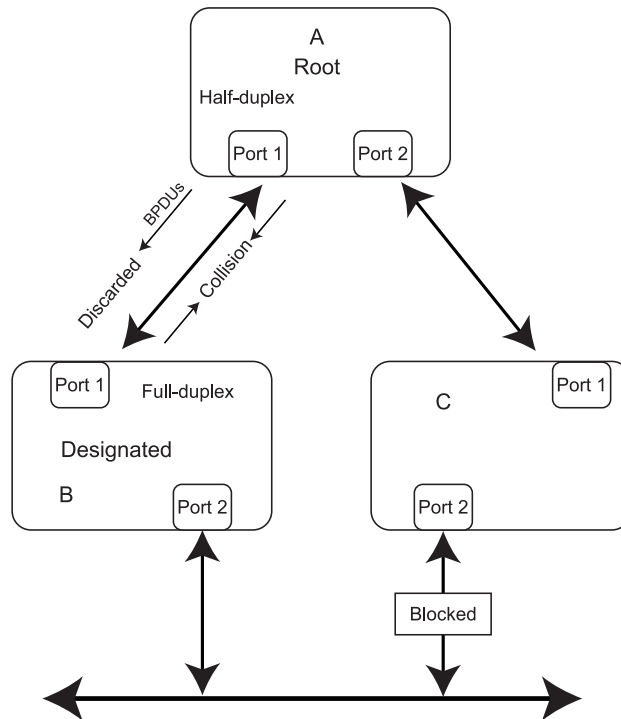 A
Root
Half-duplex
Port 1
Port 2
BPDUs
Discarded
Collision
Port 1
Full-duplex
Designated
B
Port 2
Port 1
C
Port 2
Blocked